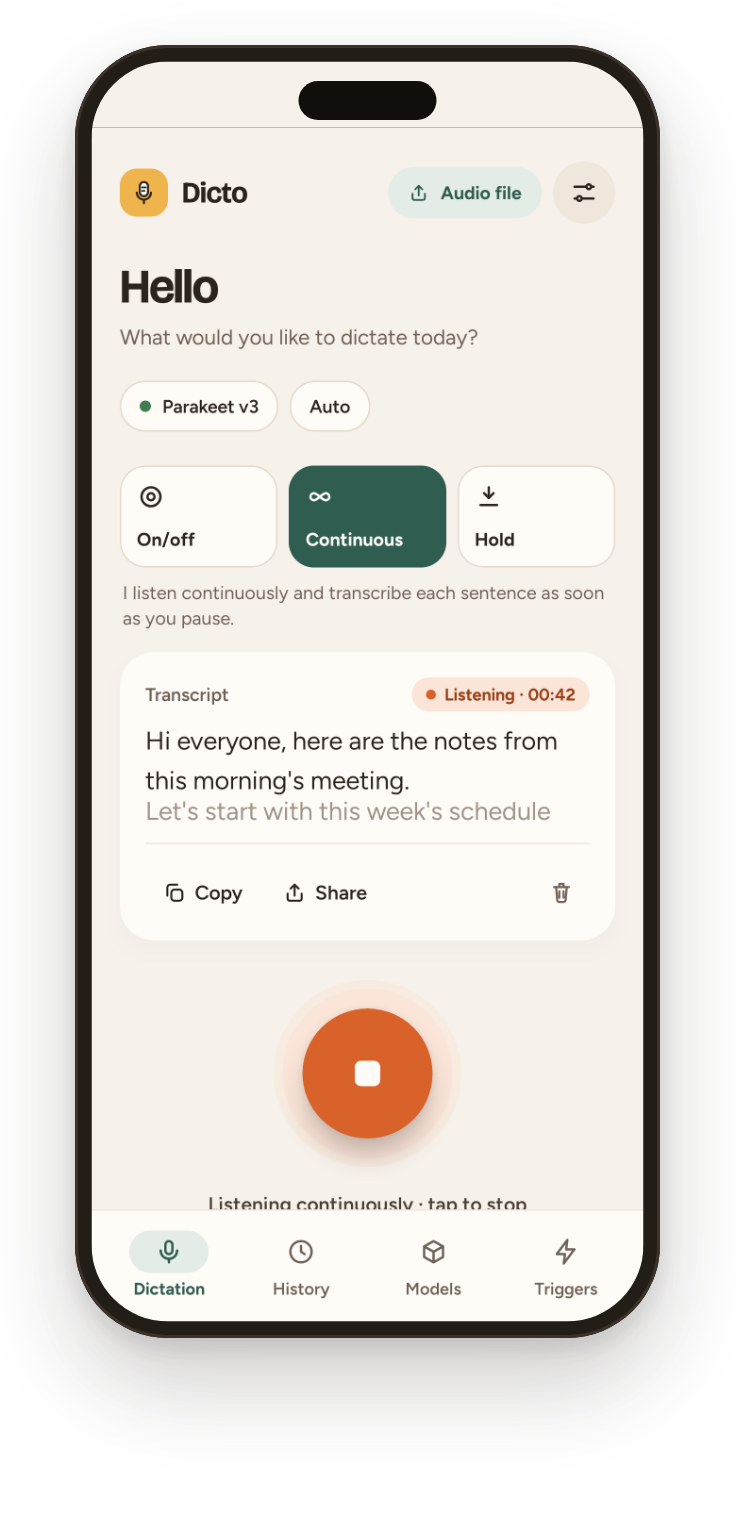 Dicto
Audio file
Hello
What would you like to dictate today?
Parakeet v3
Auto
On/off
Continuous
Hold
I listen continuously and transcribe each sentence as soon
as you pause.
Transcript
Listening · 00:42
Hi everyone, here are the notes from
this morning's meeting.
Let's start with this week's schedule
Copy
Share
Listening continuously · tap to stop
Dictation
History
Models
Triggers